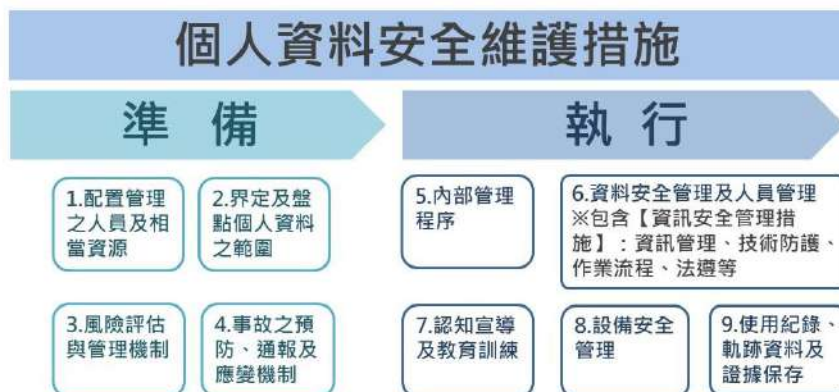 個人資料安全維護措施
準 備
執 行
1.配置管理
之人員及相
當資源
2.界定及盤
點個人資料
之範圍
5.內部管理
程序
6.資料安全管理及人員管理
※包含【資訊安全管理措
施】：資訊管理、技術防護、
作業流程、法遵等
3.風險評估
與管理機制
4.事故之預
防、通報及
應變機制
7.認知宣導
及教育訓練
8.設備安全
管理
9.使用紀錄、
軌跡資料及
證據保存